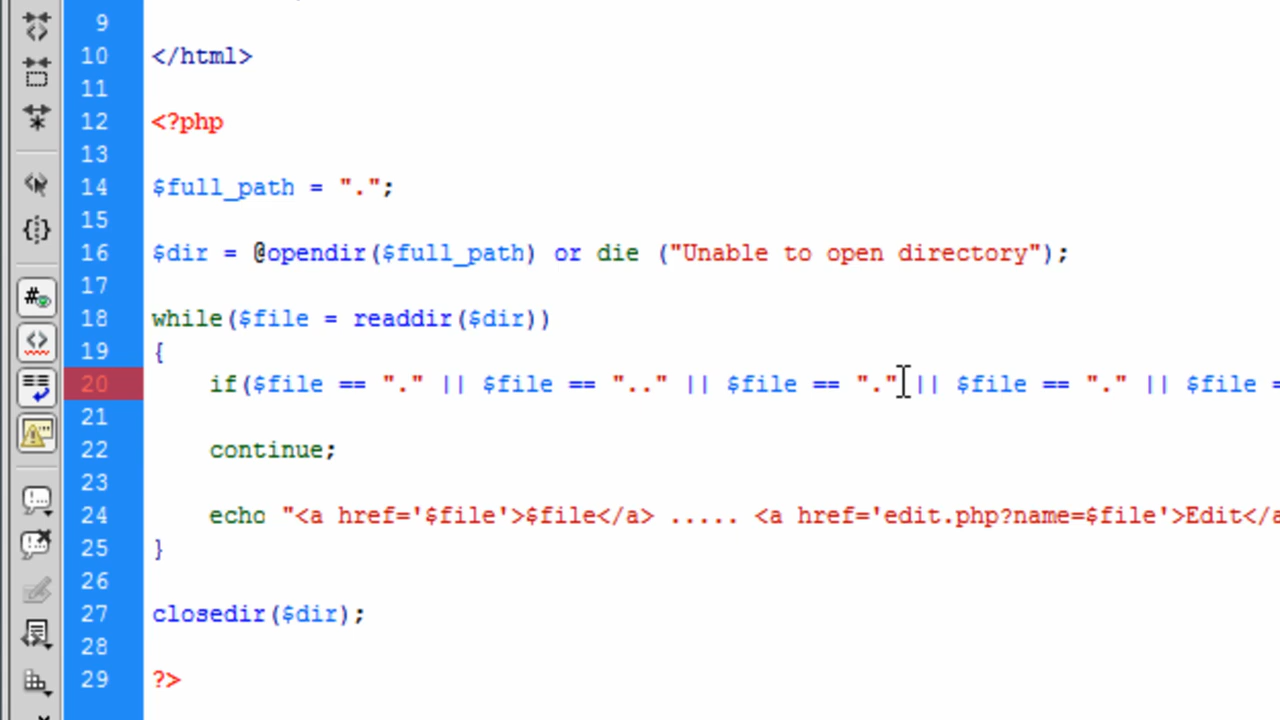 9
10 </html>
11
12 <?php
13
14 $full_path = ".";
15
16 $dir = @opendir($full_path) or die ("Unable to open directory");
17
18 while($file = readdir($dir))
19 {
20 if($file == "." || $file == ".." || $file == "." || $file == "." || $file =
21
22 continue;
23
24 echo "<a href='$file'>$file</a> ..... <a href='edit.php?name=$file'>Edit</a
25 }
26
27 closedir($dir);
28
29 ?>